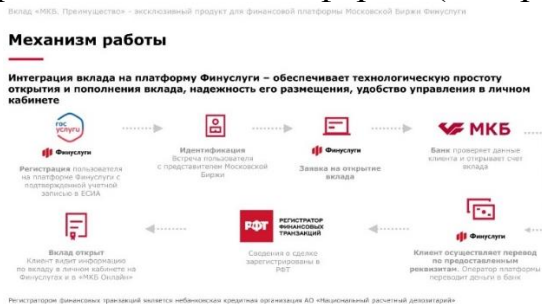 Вклад «МКБ. Преимущество» – эксклюзивный продукт для финансовой платформы Московской Биржи Финуслуги
Механизм работы
Интеграция вклада на платформу Финуслуги – обеспечивает технологическую простоту
открытия и пополнения вклада, надежность его размещения, удобство управления в личном
кабинете
гос
услуги
Финуслуги
Регистрация пользователя
на платформе Финуслуги с
подтвержденной учетной
записью в ЕСИА
Идентификация
Встреча пользователя
с представителем Московской
Биржи
Финуслуги
Заявка на открытие
вклада
МКБ
Банк проверяет данные
клиента и открывает счет
вклада
Вклад открыт
Клиент видит информацию
по вкладу в личном кабинете на
Финуслугах и в «МКБ Онлайн»
РФТ
РЕГИСТРАТОР
ФИНАНСОВЫХ
ТРАНЗАКЦИЙ
Сведения о сделке
зарегистрированы в
РФТ
Финуслуги
Клиент осуществляет перевод
по предоставленным
реквизитам. Оператор платформы
переводит деньги в банк
Регистратором финансовых транзакций является небанковская кредитная организация АО «Национальный расчетный депозитарий»